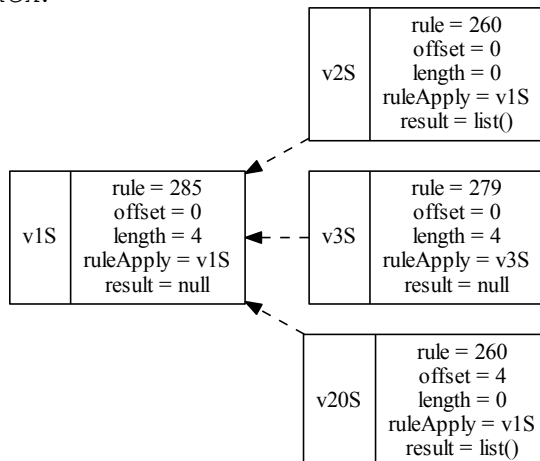 v2S
rule = 260
offset = 0
length = 0
ruleApply = v1S
result = list()
v1S
rule = 285
offset = 0
length = 4
ruleApply = v1S
result = null
v3S
rule = 279
offset = 0
length = 4
ruleApply = v3S
result = null
v20S
rule = 260
offset = 4
length = 0
ruleApply = v1S
result = list()